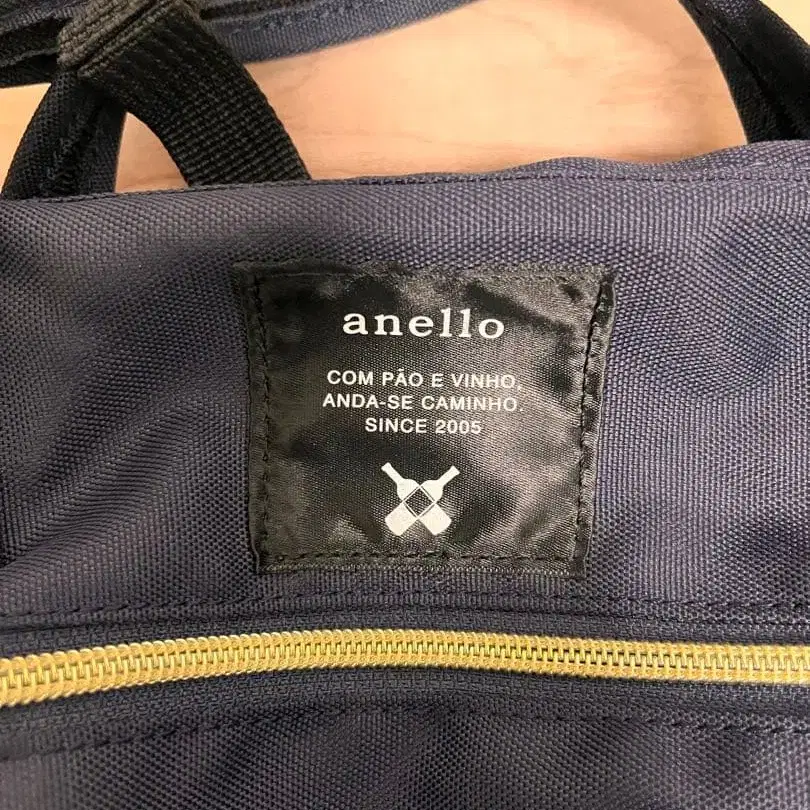 anello
COM PÃO E VINHO,
ANDA-SE CAMINHO.
SINCE 2005